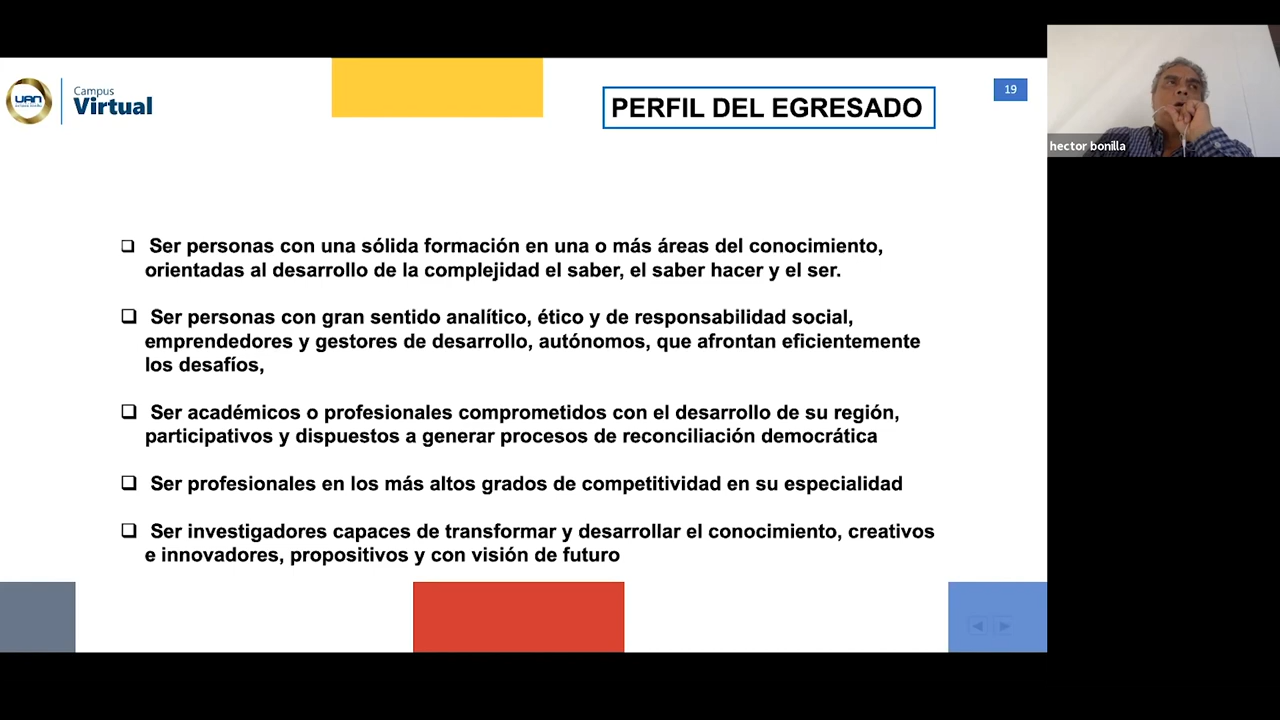 UAN
Campus
Virtual
PERFIL DEL EGRESADO
19
hector bonilla
Ser personas con una sólida formación en una o más áreas del conocimiento,
orientadas al desarrollo de la complejidad el saber, el saber hacer y el ser.
Ser personas con gran sentido analítico, ético y de responsabilidad social,
emprendedores y gestores de desarrollo, autónomos, que afrontan eficientemente
los desafíos,
Ser académicos o profesionales comprometidos con el desarrollo de su región,
participativos y dispuestos a generar procesos de reconciliación democrática
Ser profesionales en los más altos grados de competitividad en su especialidad
Ser investigadores capaces de transformar y desarrollar el conocimiento, creativos
e innovadores, propositivos y con visión de futuro